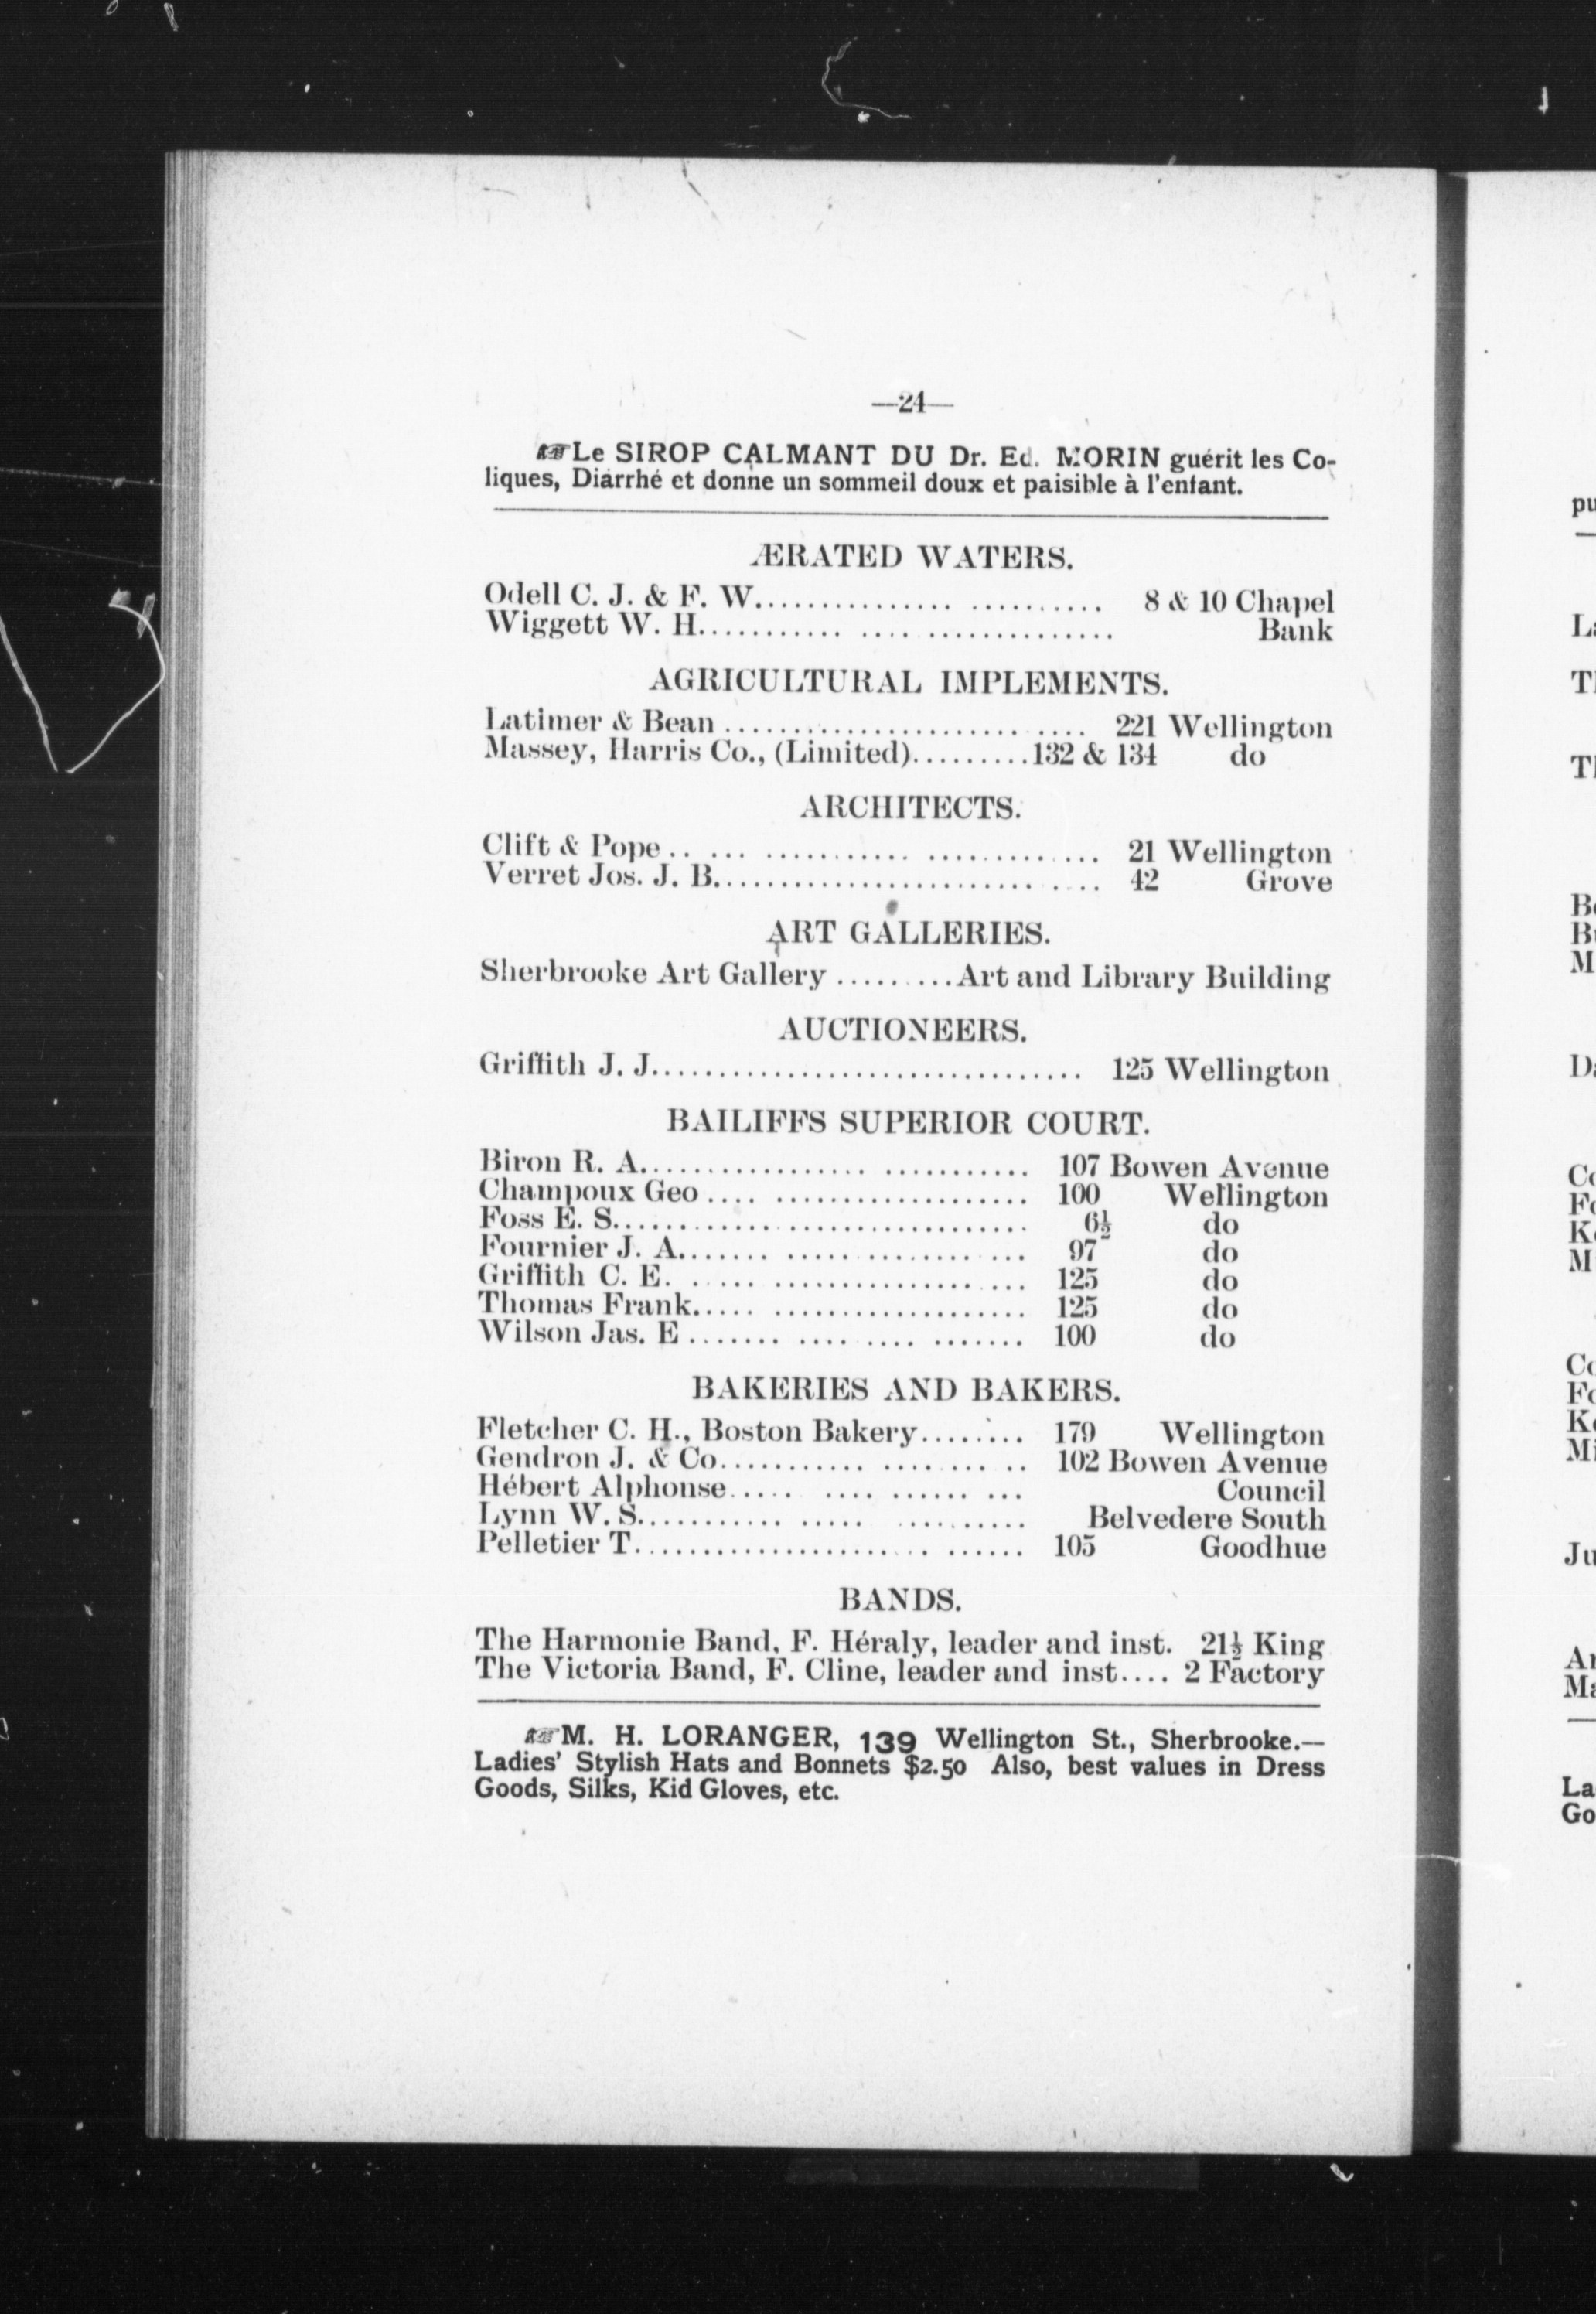 —24—
☞Le SIROP CALMANT DU Dr. Ed. MORIN guérit les Co-
liques, Diarrhé et donne un sommeil doux et paisible à l'enfant.
ÆRATED WATERS.
Odell C. J. & F. W.......................... 8 & 10 Chapel
Wiggett W. H............................... Bank
AGRICULTURAL IMPLEMENTS.
Latimer & Bean ........................... 221 Wellington
Massey, Harris Co., (Limited).........132 & 134 do
ARCHITECTS.
Clift & Pope............................... 21 Wellington
Verret Jos. J. B............................ 42 Grove
ART GALLERIES.
Sherbrooke Art Gallery .........Art and Library Building
AUCTIONEERS.
Griffith J. J................................ 125 Wellington
BAILIFFS SUPERIOR COURT.
Biron R. A............................ 107 Bowen Avenue
Champoux Geo ....................... 100 Wellington
Foss E. S............................... 6½ do
Fournier J. A......................... 97 do
Griffith C. E. ........................ 125 do
Thomas Frank........................ 125 do
Wilson Jas. E ...................... 100 do
BAKERIES AND BAKERS.
Fletcher C. H., Boston Bakery........ 179 Wellington
Gendron J. & Co...................... 102 Bowen Avenue
Hébert Alphonse.................. Council
Lynn W. S.......................... Belvedere South
Pelletier T............................ 105 Goodhue
BANDS.
The Harmonie Band, F. Héraly, leader and inst. 21½ King
The Victoria Band, F. Cline, leader and inst.... 2 Factory
☞M. H. LORANGER, 139 Wellington St., Sherbrooke.—
Ladies' Stylish Hats and Bonnets $2.50 Also, best values in Dress
Goods, Silks, Kid Gloves, etc.